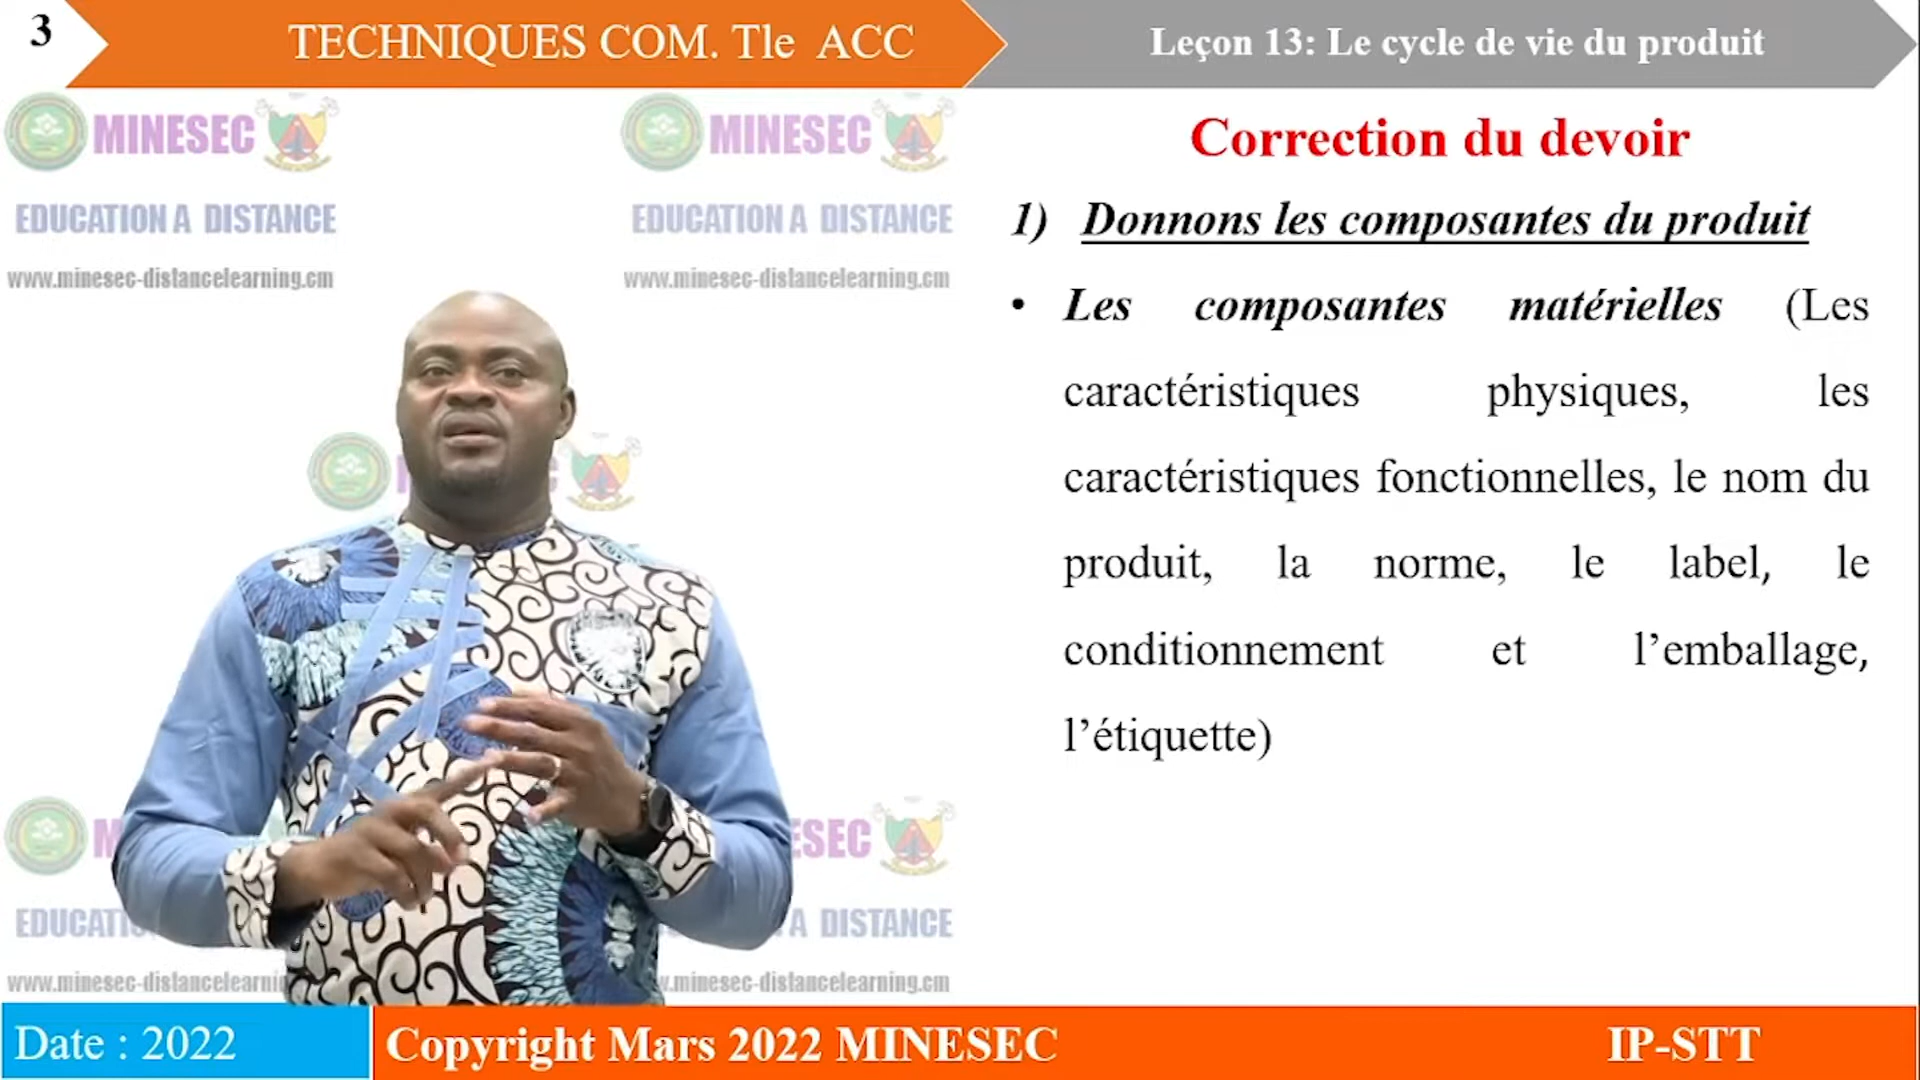 3
TECHNIQUES COM. Tle ACC
Leçon 13: Le cycle de vie du produit
MINESEC
MINESEC
EDUCATION A DISTANCE
EDUCATION A DISTANCE
www.minesec-distancelearning.cm
www.minesec-distancelearning.cm
Correction du devoir
1) Donnons les composantes du produit
• Les composantes matérielles (Les
caractéristiques physiques, les
caractéristiques fonctionnelles, le nom du
produit, la norme, le label, le
conditionnement et l’emballage,
l’étiquette)
M
ESEC
EDUCATI
A DISTANCE
www.minesec-distancelearnin
.minesec-distancelearning.cm
Date : 2022
Copyright Mars 2022 MINESEC
IP-STT